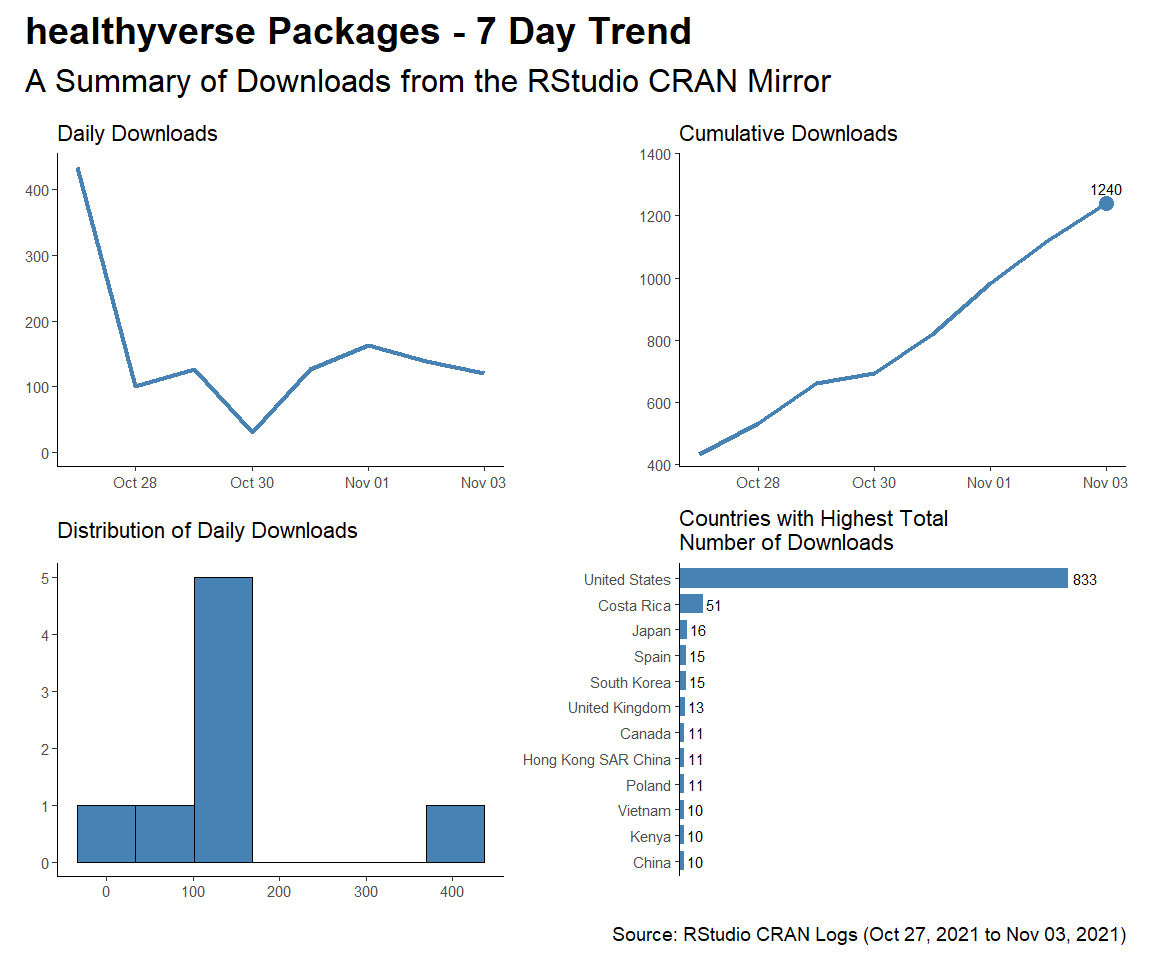 healthyverse Packages - 7 Day Trend
A Summary of Downloads from the RStudio CRAN Mirror
Daily Downloads
400
300
200
100
0
Oct 28 Oct 30 Nov 01 Nov 03
Cumulative Downloads
1400
1200
1000
800
600
400
1240
Oct 28 Oct 30 Nov 01 Nov 03
Distribution of Daily Downloads
5
4
3
2
1
0
0 100 200 300 400
Countries with Highest Total
Number of Downloads
United States 833
Costa Rica 51
Japan 16
Spain 15
South Korea 15
United Kingdom 13
Canada 11
Hong Kong SAR China 11
Poland 11
Vietnam 10
Kenya 10
China 10
Source: RStudio CRAN Logs (Oct 27, 2021 to Nov 03, 2021)